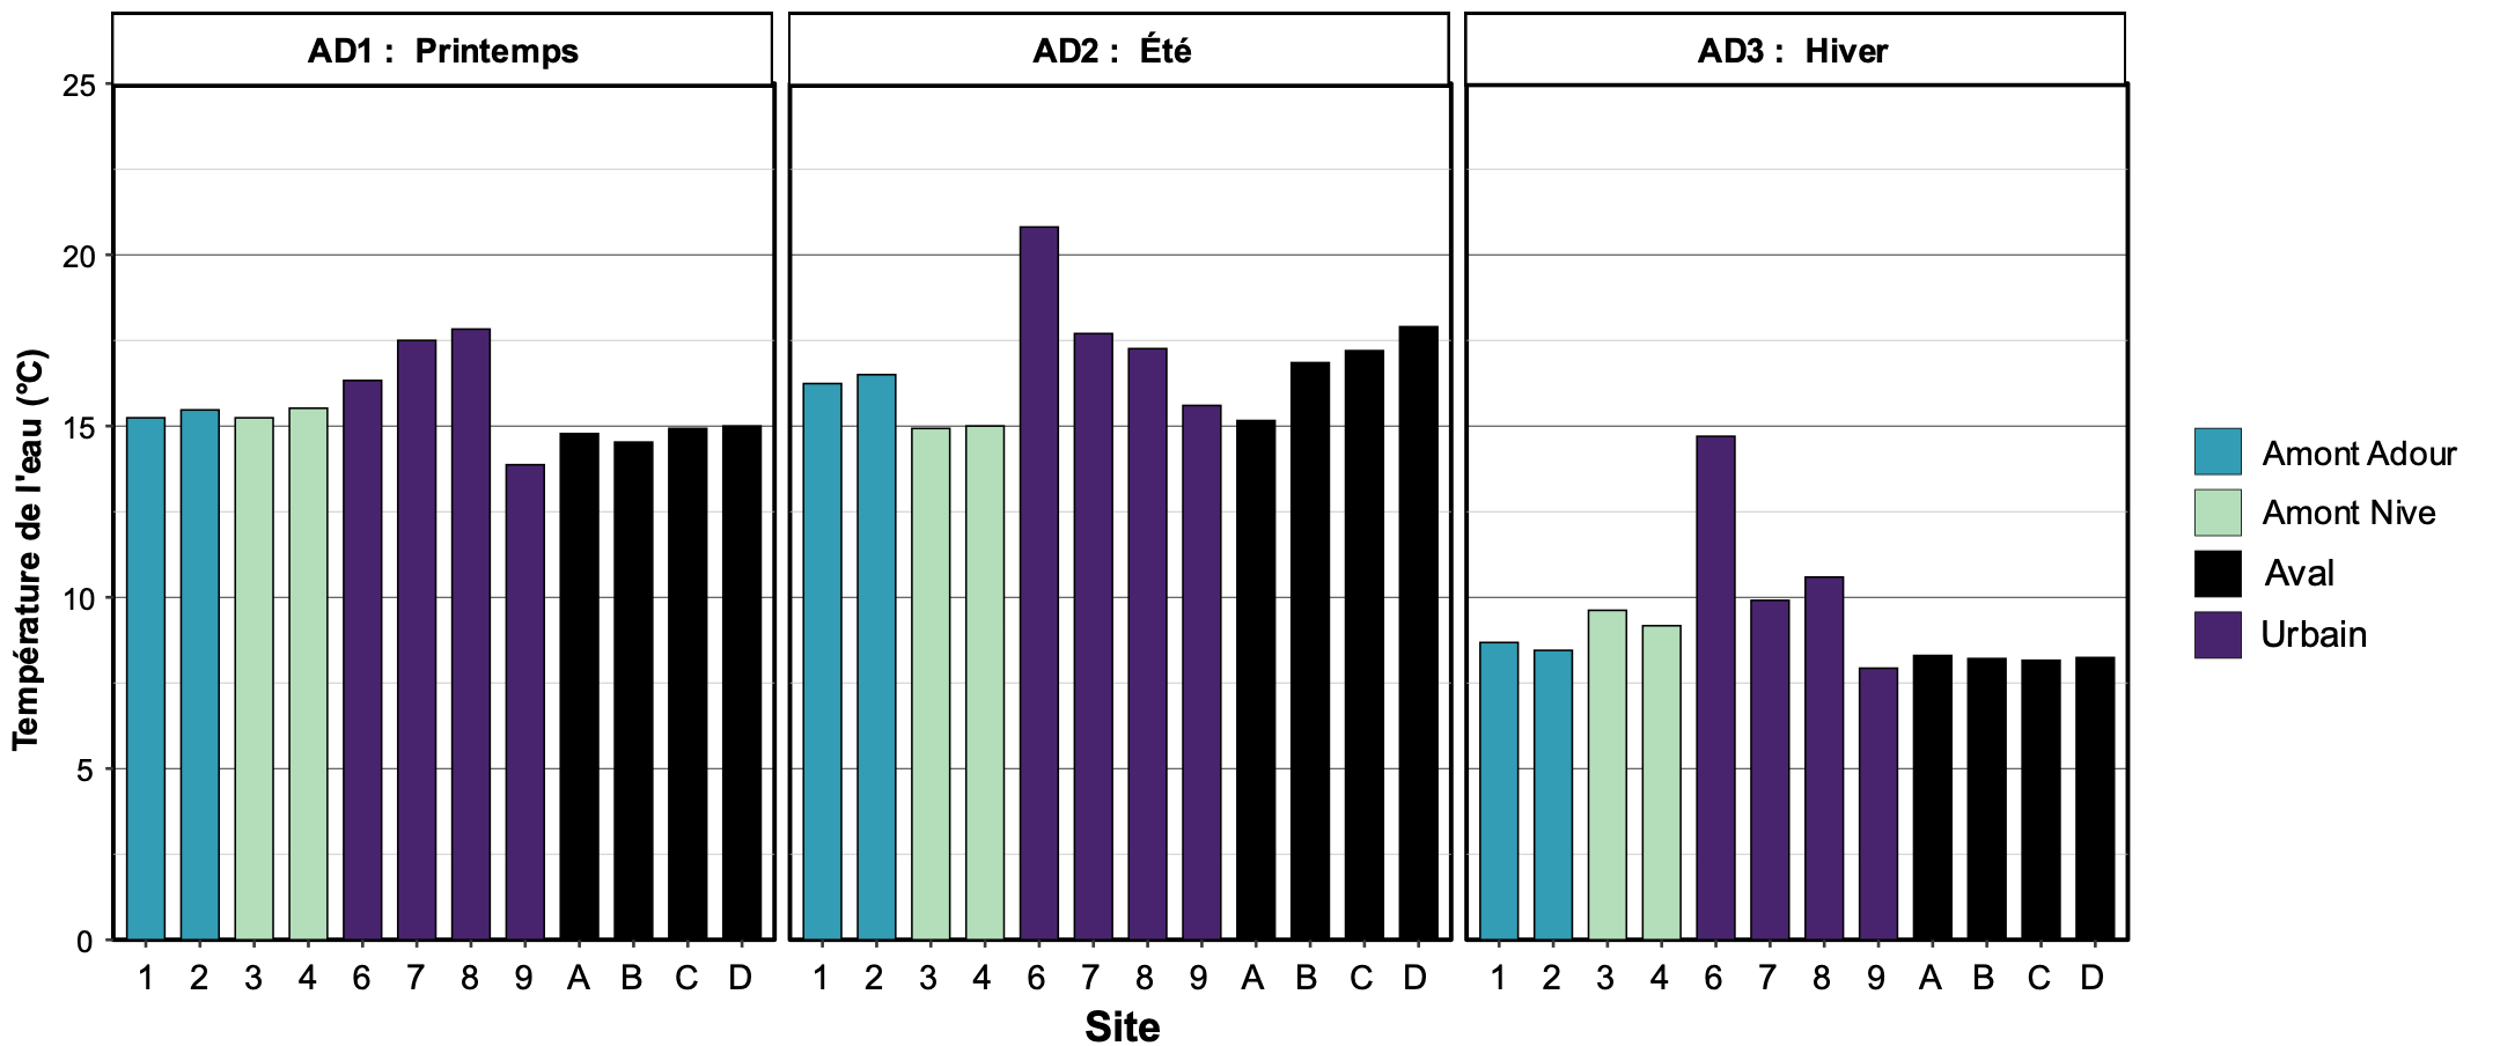 AD1 : Printemps
AD2 : Été
AD3 : Hiver
25
20
15
10
5
0
Température de l'eau (°C)
1 2 3 4 6 7 8 9 A B C D
1 2 3 4 6 7 8 9 A B C D
1 2 3 4 6 7 8 9 A B C D
Site
Amont Adour
Amont Nive
Aval
Urbain